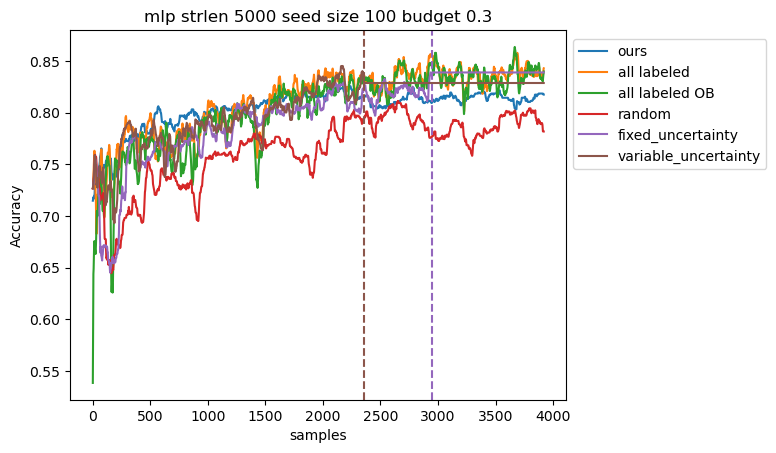 mlp strlen 5000 seed size 100 budget 0.3
Accuracy
0.85
0.80
0.75
0.70
0.65
0.60
0.55
0
500
1000
1500
2000
2500
3000
3500
4000
samples
ours
all labeled
all labeled OB
random
fixed_uncertainty
variable_uncertainty